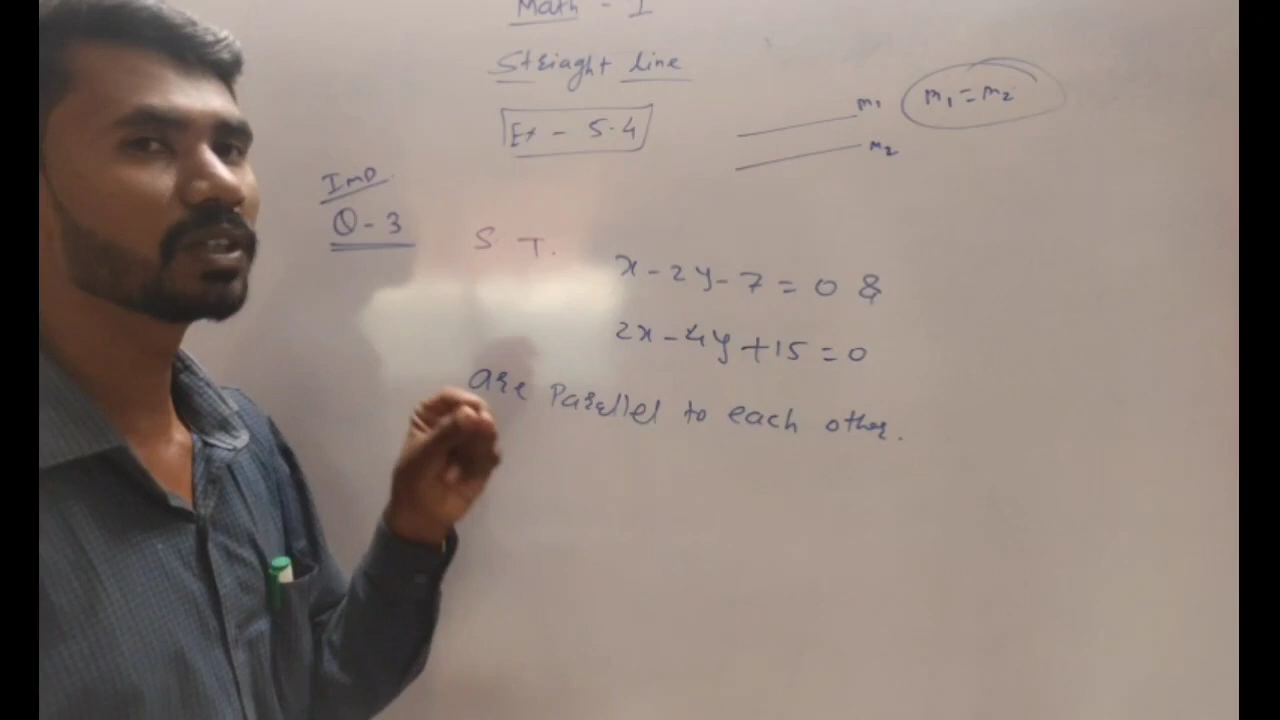 Math - I
Straight line
Ex - 5.4
m1
m1 = m2
m2
Imp.
Q-3
S. T.
x - 2y - 7 = 0 &
2x - 4y + 15 = 0
are Parallel to each other.